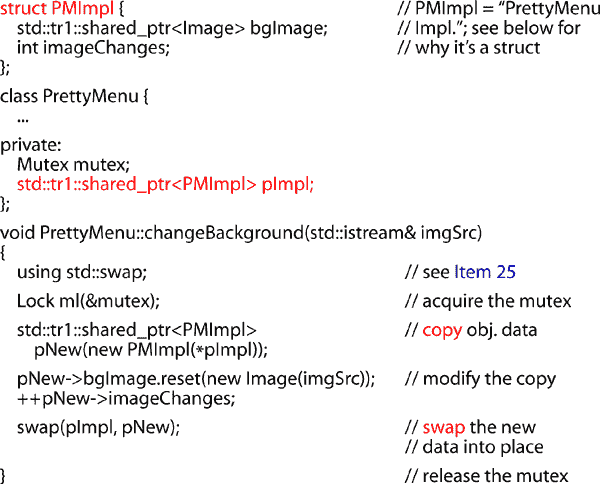 struct PMImpl { // PMImpl = “PrettyMenu
std::tr1::shared_ptr<Image> bgImage; // Impl.”; see below for
int imageChanges; // why it’s a struct
};
class PrettyMenu {
...
private:
Mutex mutex;
std::tr1::shared_ptr<PMImpl> pImpl;
};
void PrettyMenu::changeBackground(std::istream& imgSrc)
{
using std::swap; // see Item 25
Lock ml(&mutex); // acquire the mutex
std::tr1::shared_ptr<PMImpl> // copy obj. data
pNew(new PMImpl(*pImpl));
pNew->bgImage.reset(new Image(imgSrc)); // modify the copy
++pNew->imageChanges;
swap(pImpl, pNew); // swap the new
// data into place
} // release the mutex